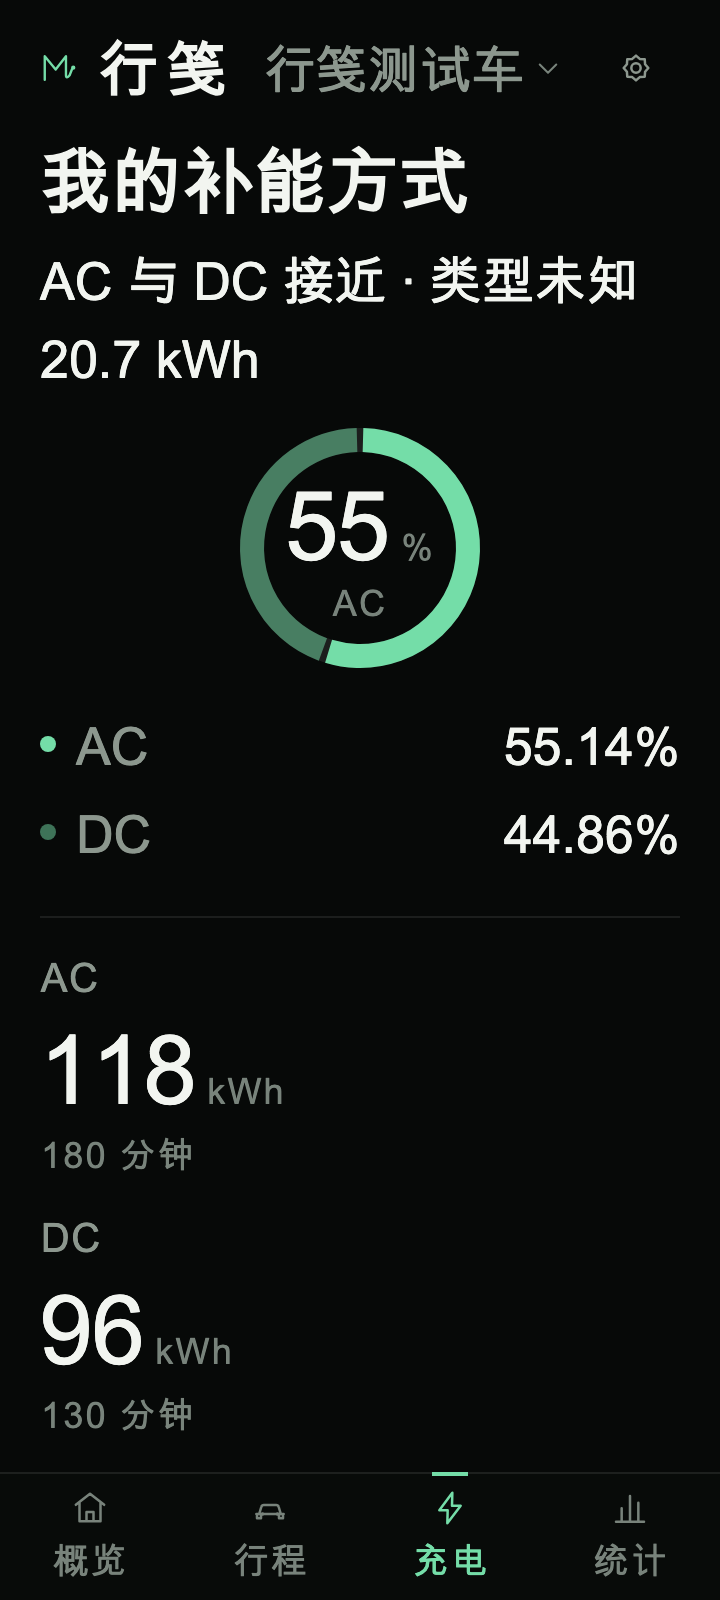 行笺 行笺测试车
我的补能方式
AC 与 DC 接近 · 类型未知
20.7 kWh
55 %
AC
AC 55.14%
DC 44.86%
AC
118 kWh
180 分钟
DC
96 kWh
130 分钟
概览 行程 充电 统计